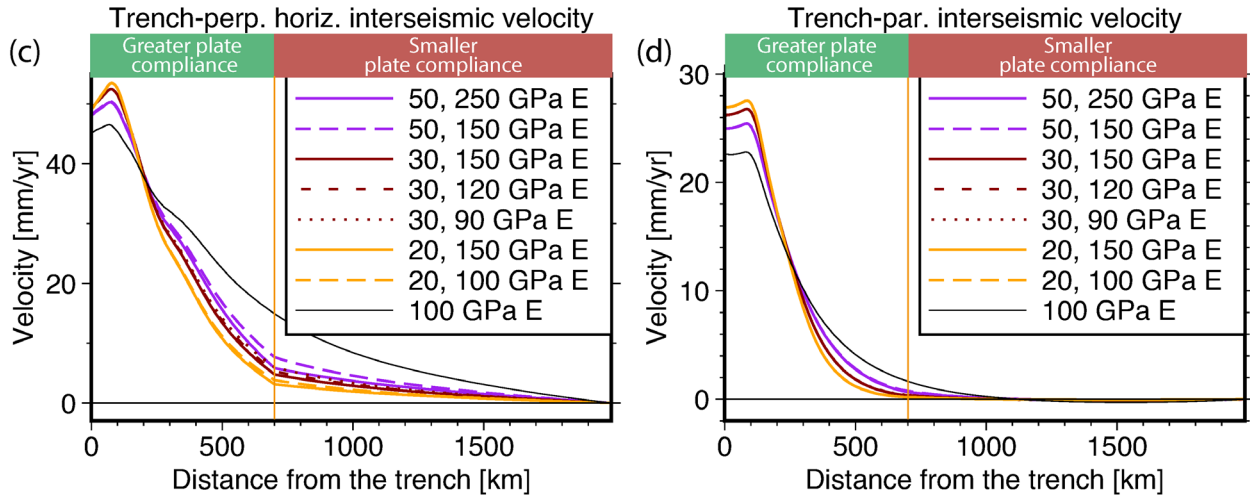 Trench-perp. horiz. interseismic velocity
(c)
Greater plate
compliance
Smaller
plate compliance
50, 250 GPa E
50, 150 GPa E
30, 150 GPa E
30, 120 GPa E
30, 90 GPa E
20, 150 GPa E
20, 100 GPa E
100 GPa E
Velocity [mm/yr]
40
20
0
0
500
1000
1500
Distance from the trench [km]
Trench-par. interseismic velocity
(d)
Greater plate
compliance
Smaller
plate compliance
50, 250 GPa E
50, 150 GPa E
30, 150 GPa E
30, 120 GPa E
30, 90 GPa E
20, 150 GPa E
20, 100 GPa E
100 GPa E
Velocity [mm/yr]
30
20
10
0
0
500
1000
1500
Distance from the trench [km]